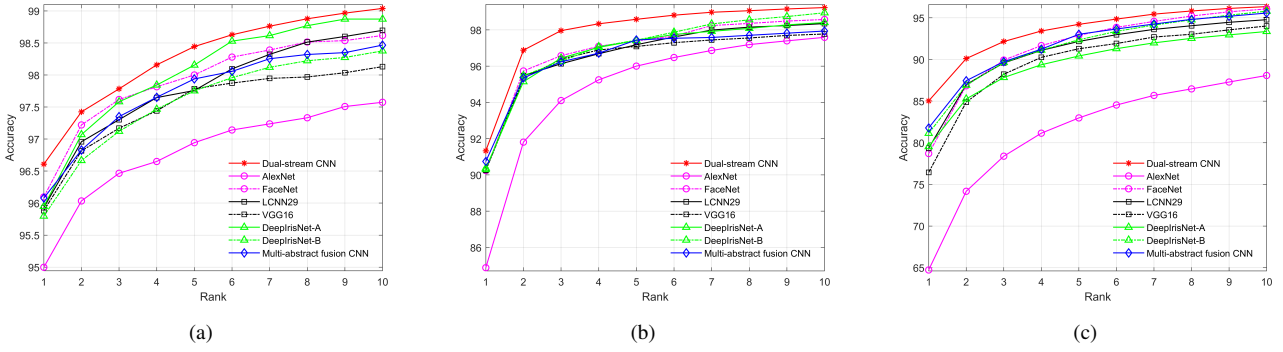 Accuracy
99
98.5
98
97.5
97
96.5
96
95.5
95
1 2 3 4 5 6 7 8 9 10
Rank
Dual-stream CNN
AlexNet
FaceNet
LCNN29
VGG16
DeepIrisNet-A
DeepIrisNet-B
Multi-abstract fusion CNN
(a)
Accuracy
98
96
94
92
90
88
86
1 2 3 4 5 6 7 8 9 10
Rank
Dual-stream CNN
AlexNet
FaceNet
LCNN29
VGG16
DeepIrisNet-A
DeepIrisNet-B
Multi-abstract fusion CNN
(b)
Accuracy
95
90
85
80
75
70
65
1 2 3 4 5 6 7 8 9 10
Rank
Dual-stream CNN
AlexNet
FaceNet
LCNN29
VGG16
DeepIrisNet-A
DeepIrisNet-B
Multi-abstract fusion CNN
(c)